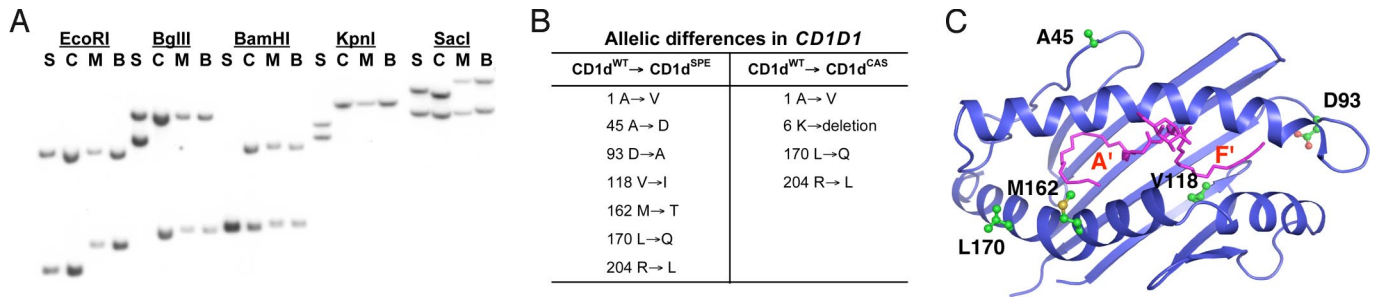 A
EcoRI BglII BamHI KpnI SacI
S C M B S C M B S C M B S C M B S C M B
B
Allelic differences in CD1D1
CD1d^WT→ CD1d^SPE CD1d^WT→ CD1d^CAS
1 A→ V 1 A→ V
45 A→ D 6 K→deletion
93 D→A 170 L→Q
118 V→I 204 R→ L
162 M→ T
170 L→Q
204 R→ L
C
A45
D93
A'
F'
M162
V118
L170